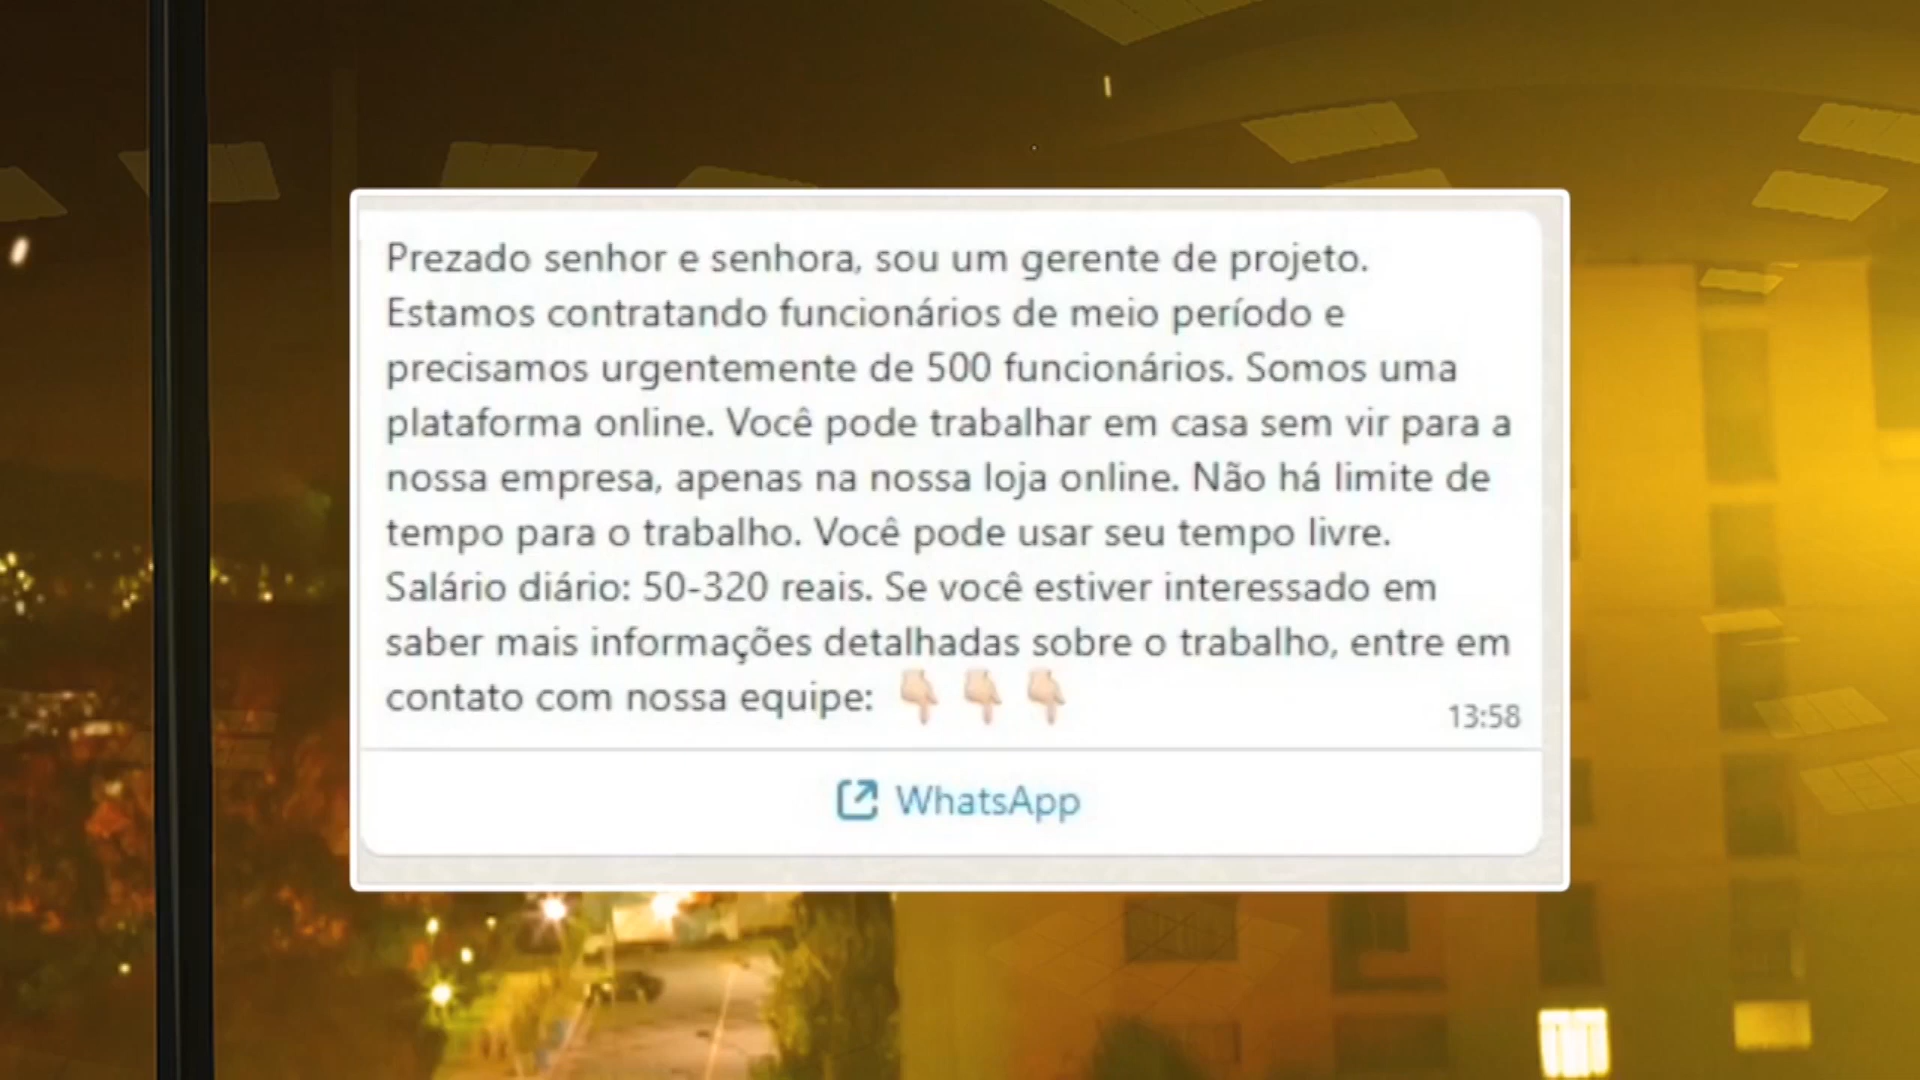 Prezado senhor e senhora, sou um gerente de projeto.
Estamos contratando funcionários de meio período e
precisamos urgentemente de 500 funcionários. Somos uma
plataforma online. Você pode trabalhar em casa sem vir para a
nossa empresa, apenas na nossa loja online. Não há limite de
tempo para o trabalho. Você pode usar seu tempo livre.
Salário diário: 50-320 reais. Se você estiver interessado em
saber mais informações detalhadas sobre o trabalho, entre em
contato com nossa equipe: 👇🏻 👇🏻 👇🏻
13:58
WhatsApp